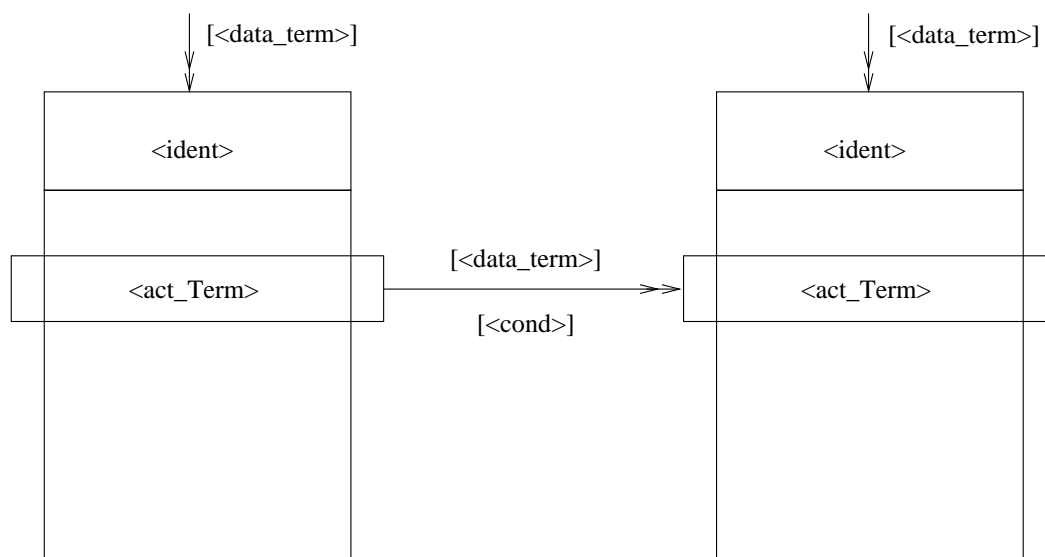 [<data_term>]
[<data_term>]
<ident>
<ident>
[<data_term>]
<act_Term>
<act_Term>
[<cond>]